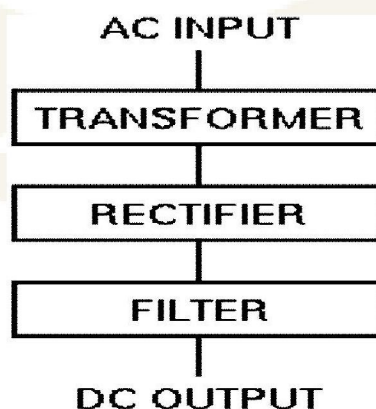 AC INPUT
TRANSFORMER
RECTIFIER
FILTER
DC OUTPUT